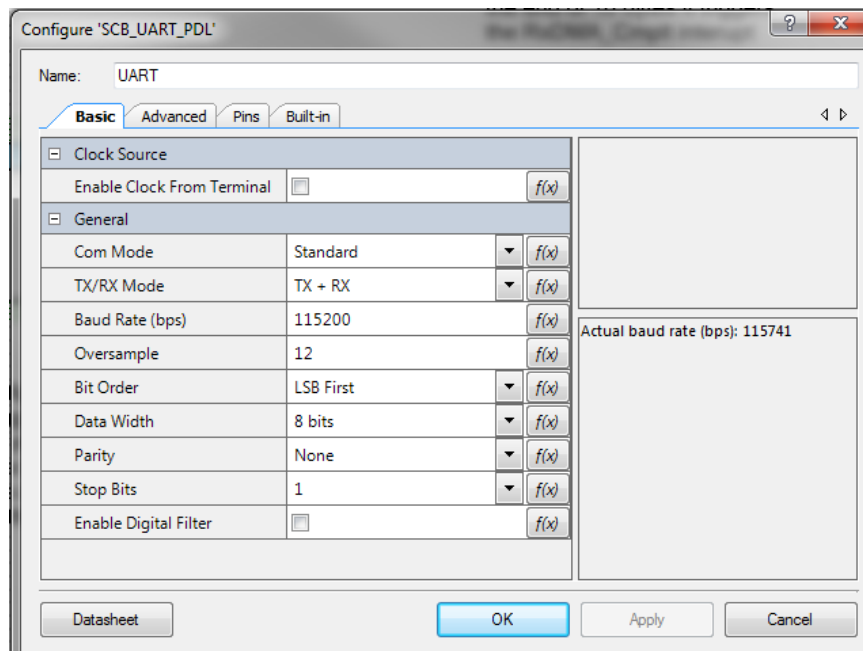 Configure 'SCB_UART_PDL'
?
Name: UART
Basic Advanced Pins Built-in
Clock Source
Enable Clock From Terminal f(x)
General
Com Mode Standard f(x)
TX/RX Mode TX + RX f(x)
Baud Rate (bps) 115200 f(x)
Actual baud rate (bps): 115741
Oversample 12 f(x)
Bit Order LSB First f(x)
Data Width 8 bits f(x)
Parity None f(x)
Stop Bits 1 f(x)
Enable Digital Filter f(x)
Datasheet OK Apply Cancel